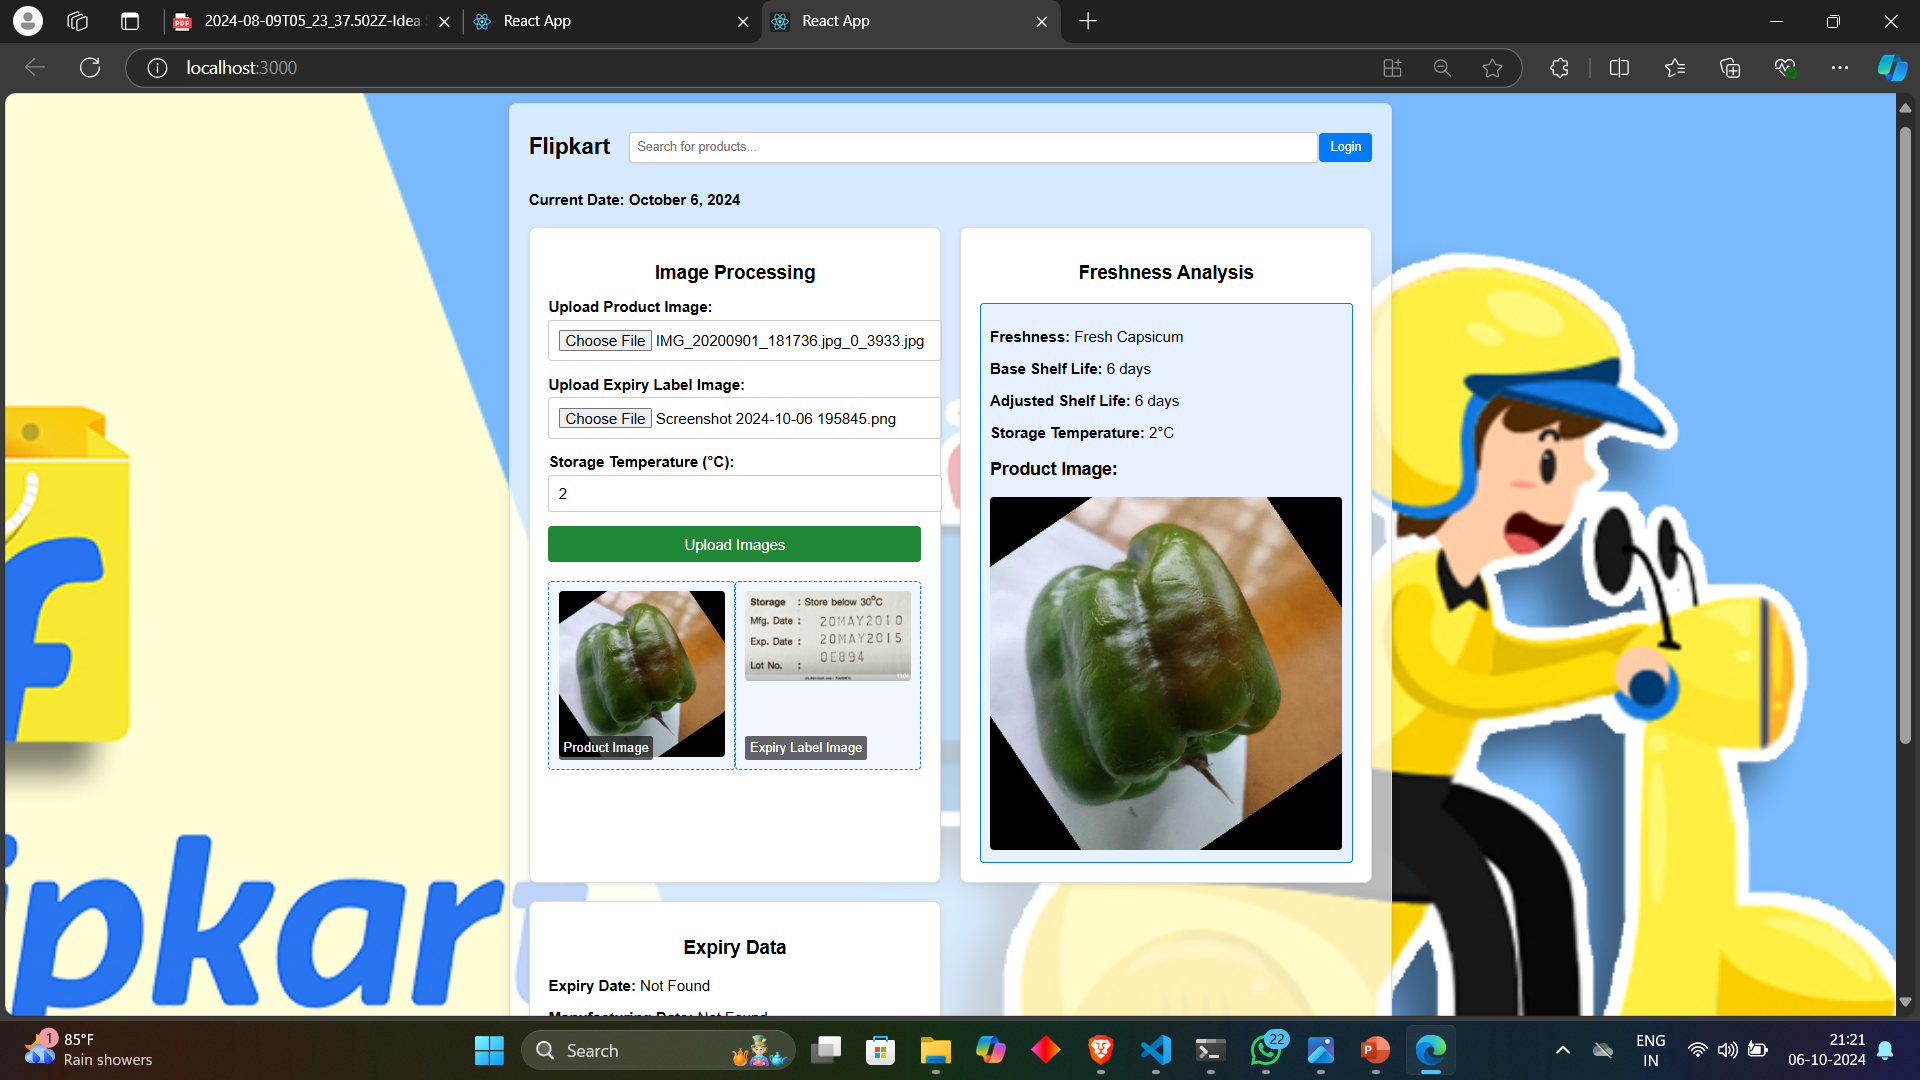 2024-08-09T05_23_37.502Z-Idea
React App
React App
localhost:3000
Flipkart
Search for products...
Login
Current Date: October 6, 2024
Image Processing
Upload Product Image:
Choose File IMG_20200901_181736.jpg_0_3933.jpg
Upload Expiry Label Image:
Choose File Screenshot 2024-10-06 195845.png
Storage Temperature (°C):
2
Upload Images
Product Image
Storage : Store below 30°C
Mfg. Date : 20MAY2010
Exp. Date : 20MAY2015
0E894
Lot No. :
Expiry Label Image
Freshness Analysis
Freshness: Fresh Capsicum
Base Shelf Life: 6 days
Adjusted Shelf Life: 6 days
Storage Temperature: 2°C
Product Image:
Expiry Data
Expiry Date: Not Found
Manufacturing Date: Not Found
f
lipkart
1
85°F
Rain showers
Search
22
ENG
IN
21:21
06-10-2024